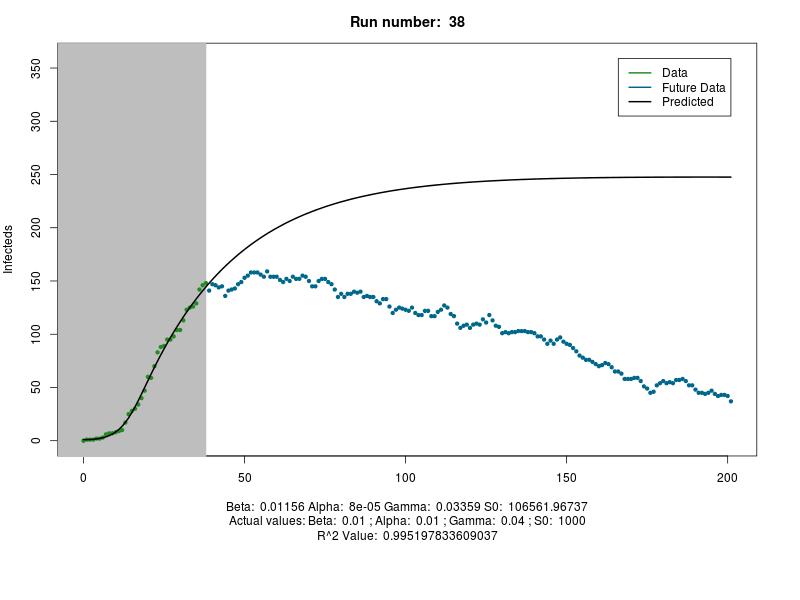 Run number: 38
350
300
250
200
150
100
50
0
Infecteds
Data
Future Data
Predicted
0
50
100
150
200
Beta: 0.01156 Alpha: 8e-05 Gamma: 0.03359 S0: 106561.96737
Actual values: Beta: 0.01 ; Alpha: 0.01 ; Gamma: 0.04 ; S0: 1000
R^2 Value: 0.995197833609037